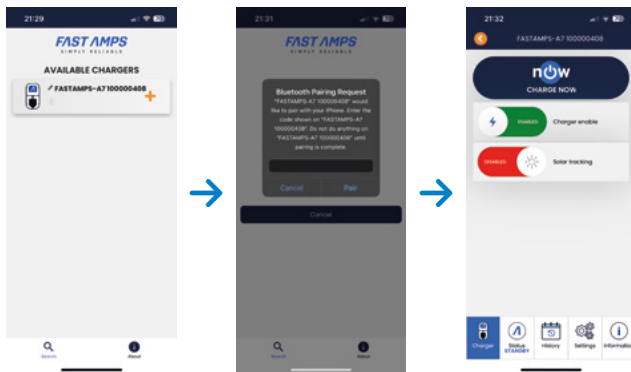 21:29
FAST AMPS
SIMPLY RELIABLE
AVAILABLE CHARGERS
FASTAMPS-A7 100000408
+
Search
About
21:31
FAST AMPS
SIMPLY RELIABLE
Bluetooth Pairing Request
"FASTAMPS-A7 100000408" would
like to pair with your iPhone. Enter the
code shown on "FASTAMPS-A7
100000408". Do not do anything on
"FASTAMPS-A7 100000408" until
pairing is complete.
Cancel
Pair
Cancel
Search
About
21:32
FASTAMPS-A7 100000408
now
CHARGE NOW
ENABLED
Charger enable
DISABLED
Solar tracking
Charger
Status
STANDBY
History
Settings
Informatio